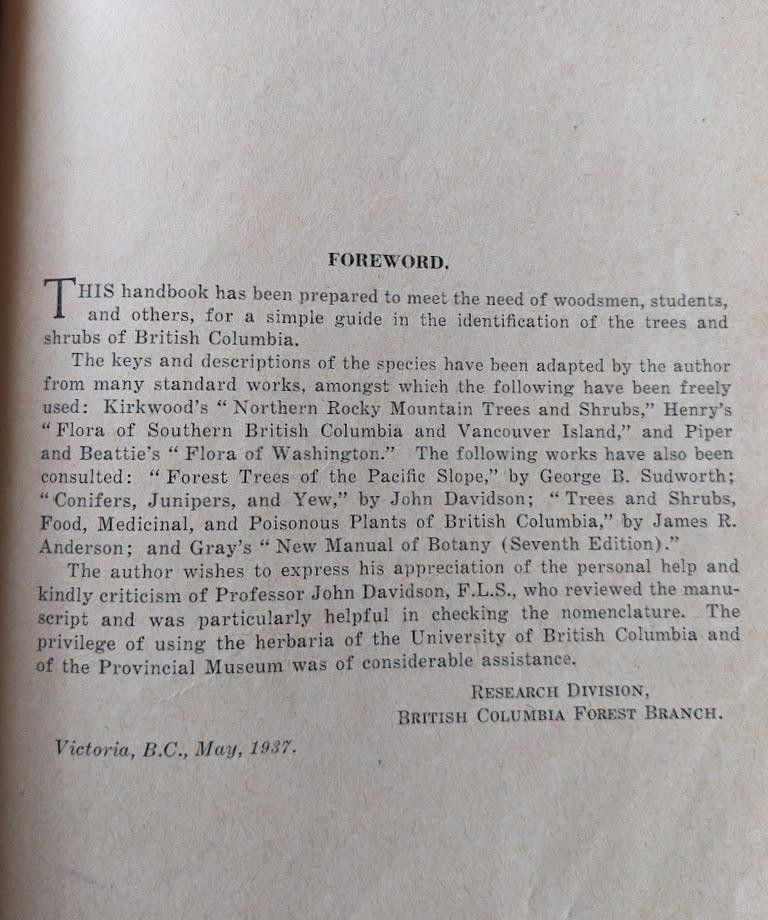 FOREWORD.
THIS handbook has been prepared to meet the need of woodsmen, students,
and others, for a simple guide in the identification of the trees and
shrubs of British Columbia.
The keys and descriptions of the species have been adapted by the author
from many standard works, amongst which the following have been freely
used: Kirkwood's “ Northern Rocky Mountain Trees and Shrubs,” Henry's
“ Flora of Southern British Columbia and Vancouver Island,” and Piper
and Beattie's “ Flora of Washington.” The following works have also been
consulted: “ Forest Trees of the Pacific Slope,” by George B. Sudworth;
“ Conifers, Junipers, and Yew,” by John Davidson; “ Trees and Shrubs,
Food, Medicinal, and Poisonous Plants of British Columbia,” by James R.
Anderson; and Gray's “ New Manual of Botany (Seventh Edition).”
The author wishes to express his appreciation of the personal help and
kindly criticism of Professor John Davidson, F.L.S., who reviewed the manu-
script and was particularly helpful in checking the nomenclature. The
privilege of using the herbaria of the University of British Columbia and
of the Provincial Museum was of considerable assistance.
RESEARCH DIVISION,
BRITISH COLUMBIA FOREST BRANCH.
Victoria, B.C., May, 1937.